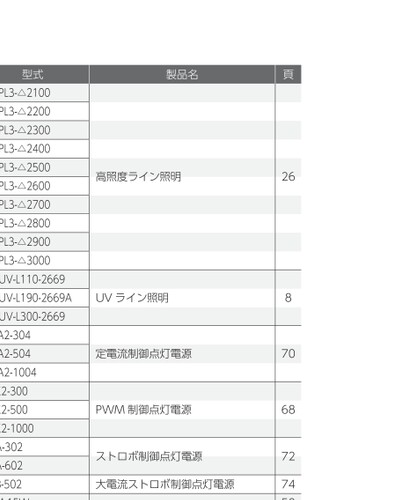 型式 製品名 頁
PL3-△2100
PL3-△2200
PL3-△2300
PL3-△2400
PL3-△2500
高照度ライン照明 26
PL3-△2600
PL3-△2700
PL3-△2800
PL3-△2900
PL3-△3000
UV-L110-2669
UV-L190-2669A UV ライン照明 8
UV-L300-2669
A2-304
A2-504 定電流制御点灯電源 70
A2-1004
2-300
2-500 PWM 制御点灯電源 68
2-1000
-302
ストロボ制御点灯電源 72
-602
-502 大電流ストロボ制御点灯電源 74